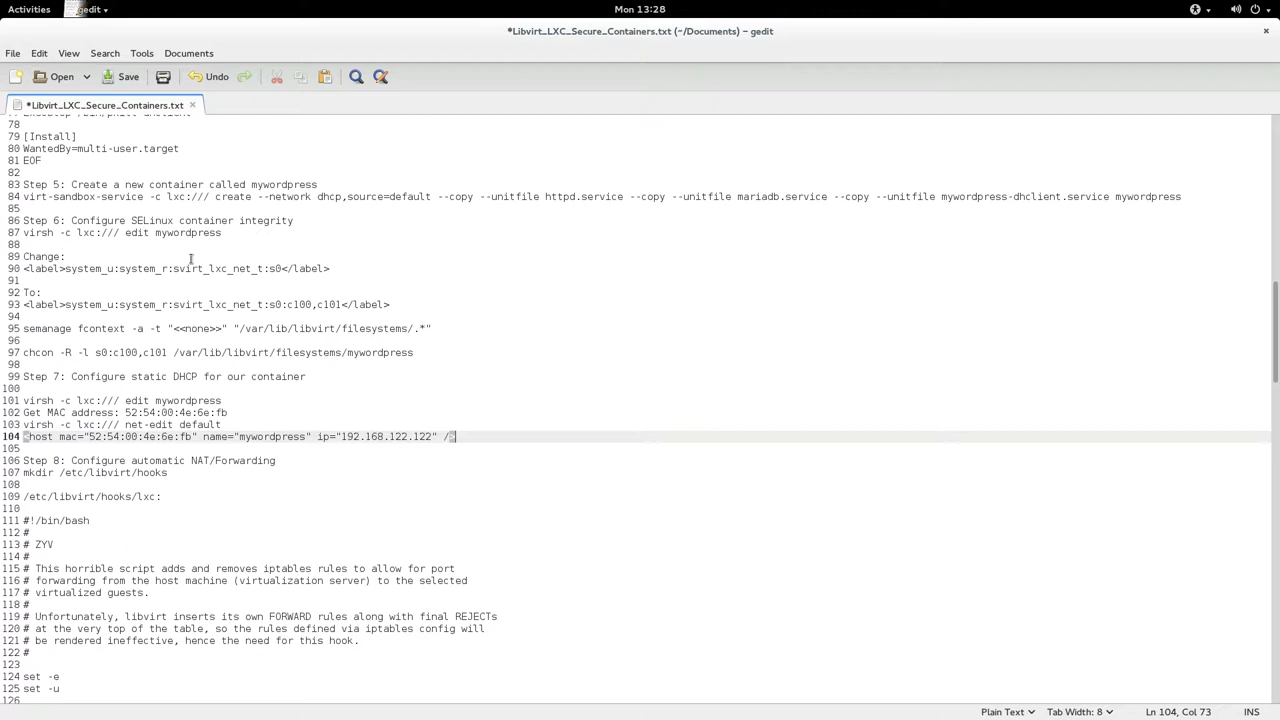 Activities
gedit
Mon 13:28
*Libvirt_LXC_Secure_Containers.txt (~/Documents) – gedit
File Edit View Search Tools Documents
Open Save Undo
*Libvirt_LXC_Secure_Containers.txt
78
79 [Install]
80 WantedBy=multi-user.target
81 EOF
82
83 Step 5: Create a new container called mywordpress
84 virt-sandbox-service -c lxc:/// create --network dhcp,source=default --copy --unitfile httpd.service --copy --unitfile mariadb.service --copy --unitfile mywordpress-dhclient.service mywordpress
85
86 Step 6: Configure SELinux container integrity
87 virsh -c lxc:/// edit mywordpress
88
89 Change:
90 <label>system_u:system_r:svirt_lxc_net_t:s0</label>
91
92 To:
93 <label>system_u:system_r:svirt_lxc_net_t:s0:c100,c101</label>
94
95 semanage fcontext -a -t "<<none>>" "/var/lib/libvirt/filesystems/.*"
96
97 chcon -R -l s0:c100,c101 /var/lib/libvirt/filesystems/mywordpress
98
99 Step 7: Configure static DHCP for our container
100
101 virsh -c lxc:/// edit mywordpress
102 Get MAC address: 52:54:00:4e:6e:fb
103 virsh -c lxc:/// net-edit default
104 <host mac="52:54:00:4e:6e:fb" name="mywordpress" ip="192.168.122.122" />
105
106 Step 8: Configure automatic NAT/Forwarding
107 mkdir /etc/libvirt/hooks
108
109 /etc/libvirt/hooks/lxc:
110
111 #!/bin/bash
112 #
113 # ZYV
114 #
115 # This horrible script adds and removes iptables rules to allow for port
116 # forwarding from the host machine (virtualization server) to the selected
117 # virtualized guests.
118 #
119 # Unfortunately, libvirt inserts its own FORWARD rules along with final REJECTs
120 # at the very top of the table, so the rules defined via iptables config will
121 # be rendered ineffective, hence the need for this hook.
122 #
123
124 set -e
125 set -u
126
Plain Text Tab Width: 8 Ln 104, Col 73 INS